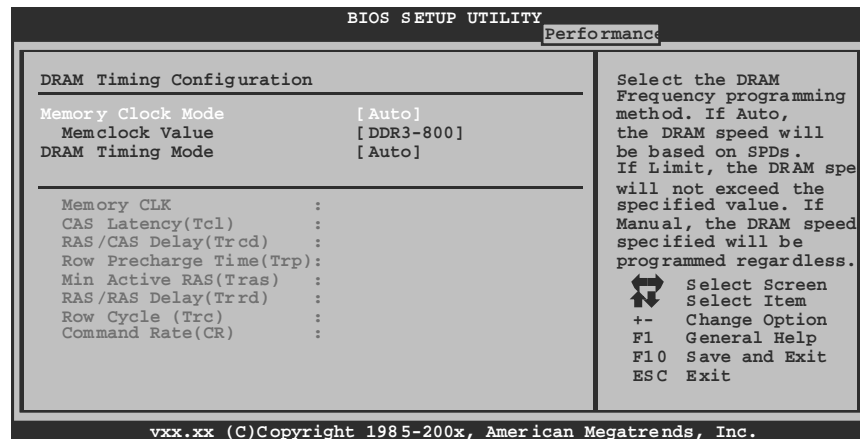 BIOS SETUP UTILITY
Performance
DRAM Timing Configuration
Memory Clock Mode [Auto]
Memclock Value [DDR3-800]
DRAM Timing Mode [Auto]
Memory CLK :
CAS Latency(Tcl) :
RAS/CAS Delay(Trcd) :
Row Precharge Time(Trp):
Min Active RAS(Tras) :
RAS/RAS Delay(Trrd) :
Row Cycle (Trc) :
Command Rate(CR) :
Select the DRAM
Frequency programming
method. If Auto,
the DRAM speed will
be based on SPDs.
If Limit, the DRAM spe
will not exceed the
specified value. If
Manual, the DRAM speed
specified will be
programmed regardless.
Select Screen
Select Item
+- Change Option
F1 General Help
F10 Save and Exit
ESC Exit
vxx.xx (C)Copyright 1985-200x, American Megatrends, Inc.